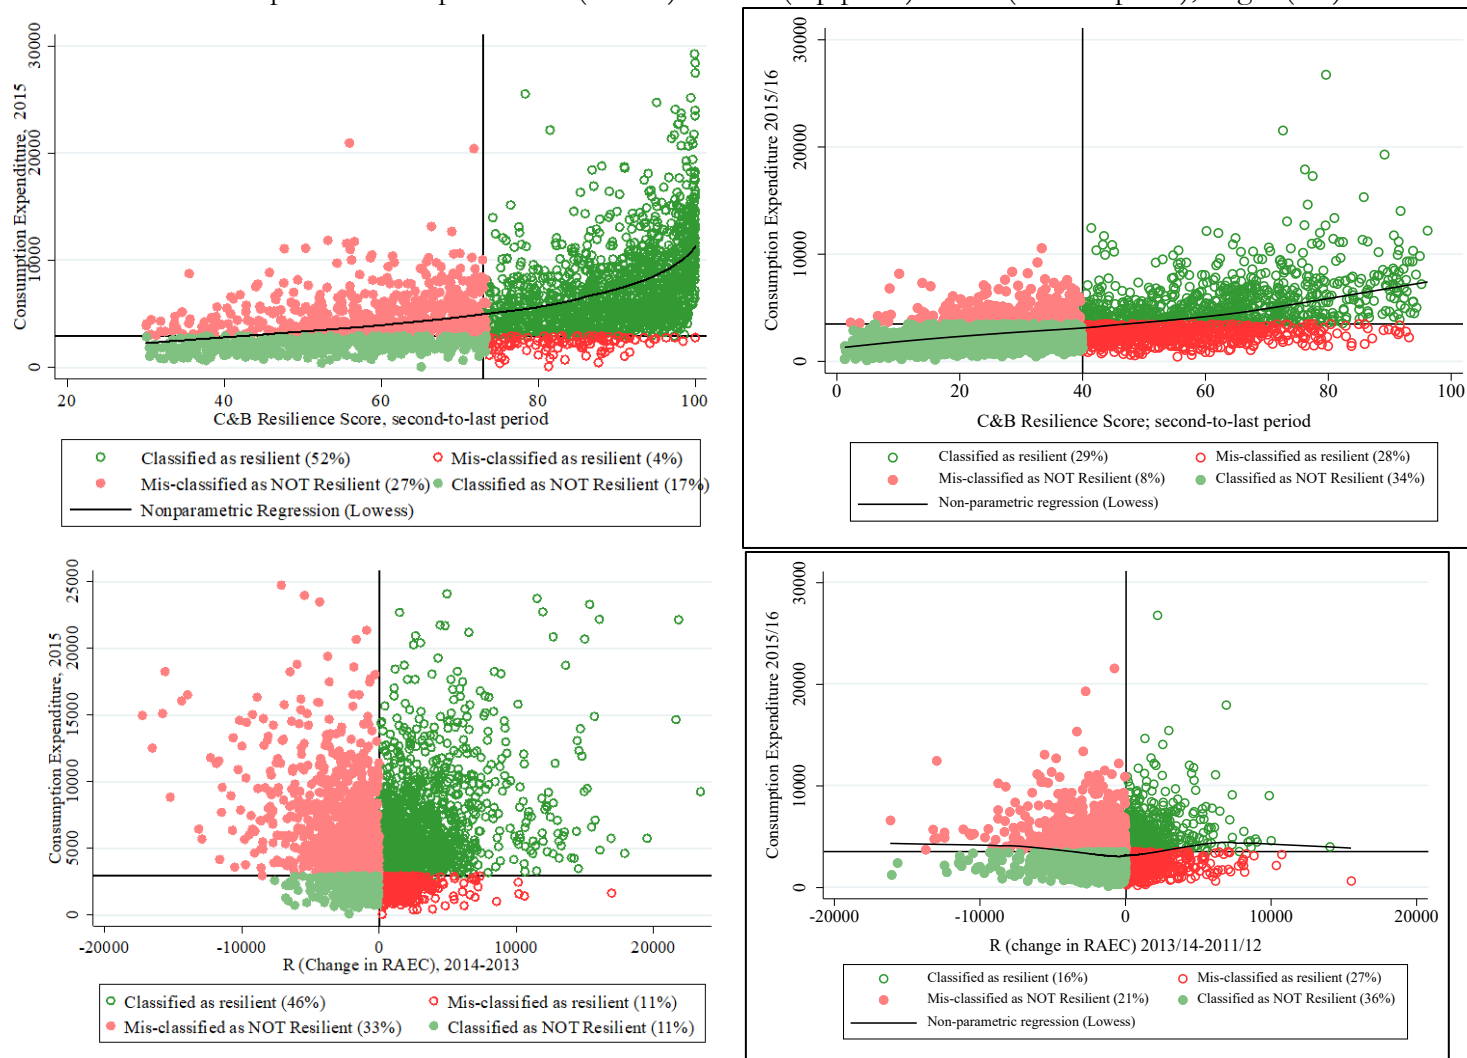 30000
20000
10000
0
Consumption Expenditure, 2015
20 40 60 80 100
C&B Resilience Score, second-to-last period
Classified as resilient (52%) Mis-classified as resilient (4%)
Mis-classified as NOT Resilient (27%) Classified as NOT Resilient (17%)
Nonparametric Regression (Lowess)
30000
20000
10000
0
Consumption Expenditure 2015/16
0 20 40 60 80 100
C&B Resilience Score; second-to-last period
Classified as resilient (29%) Mis-classified as resilient (28%)
Mis-classified as NOT Resilient (8%) Classified as NOT Resilient (34%)
Non-parametric regression (Lowess)
25000
20000
15000
10000
5000
0
Consumption Expenditure, 2015
-20000 -10000 0 10000 20000
R (Change in RAEC), 2014-2013
Classified as resilient (46%) Mis-classified as resilient (11%)
Mis-classified as NOT Resilient (33%) Classified as NOT Resilient (11%)
30000
20000
10000
0
Consumption Expenditure 2015/16
-20000 -10000 0 10000 20000
R (change in RAEC) 2013/14-2011/12
Classified as resilient (16%) Mis-classified as resilient (27%)
Mis-classified as NOT Resilient (21%) Classified as NOT Resilient (36%)
Non-parametric regression (Lowess)